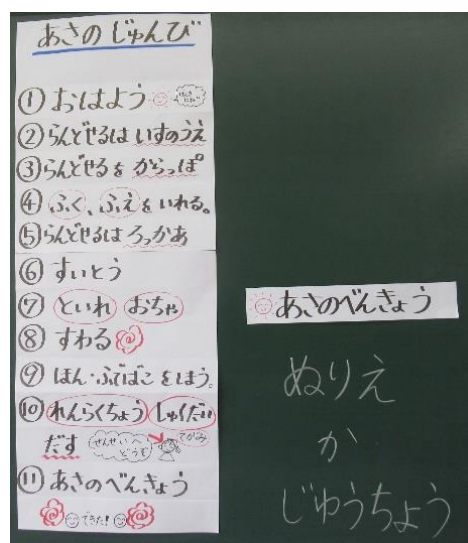 あさの じゅんび
① おはよう
② らんどせるは いすのうえ
③ らんどせるを からっぽ
④ ふく、ふえをいれる。
⑤ らんどせるは ろっかあ
⑥ すいとう
⑦ といれ おちゃ
⑧ すわる
⑨ ほん・ふでばこをしまう。
⑩ れんらくちょう しゅくだい
だす せんせいへどうぞ てがみ
⑪ あさのべんきょう
できた!
あさのべんきょう
ぬりえ
か
じゆうちょう